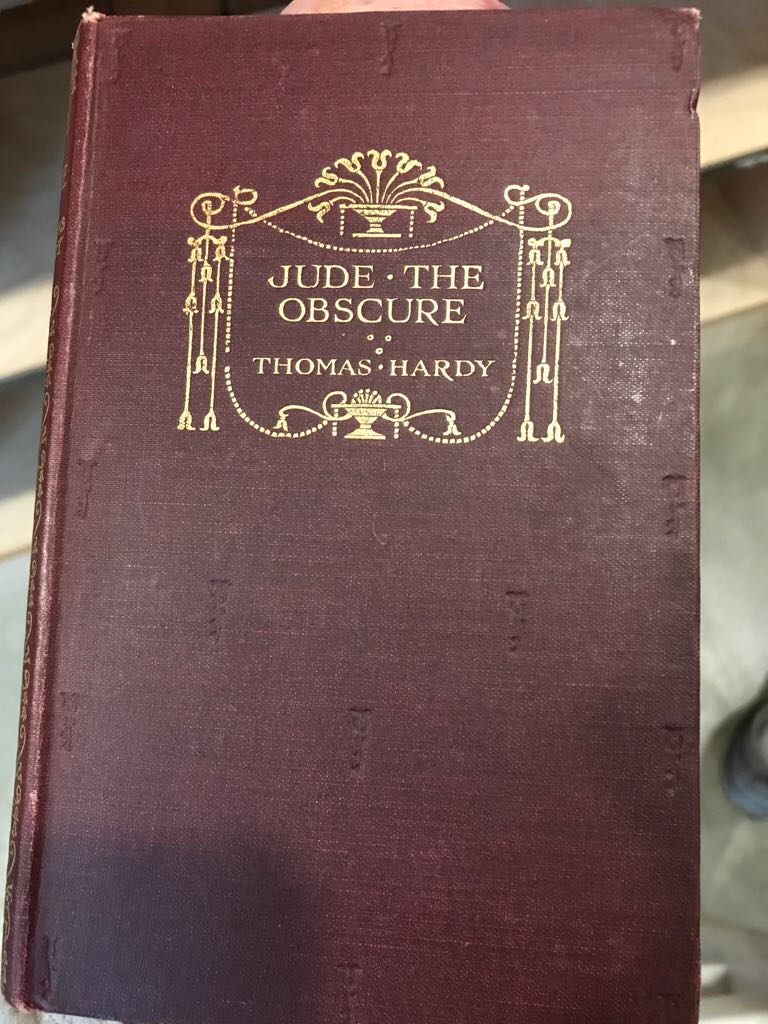 JUDE · THE
OBSCURE
THOMAS · HARDY